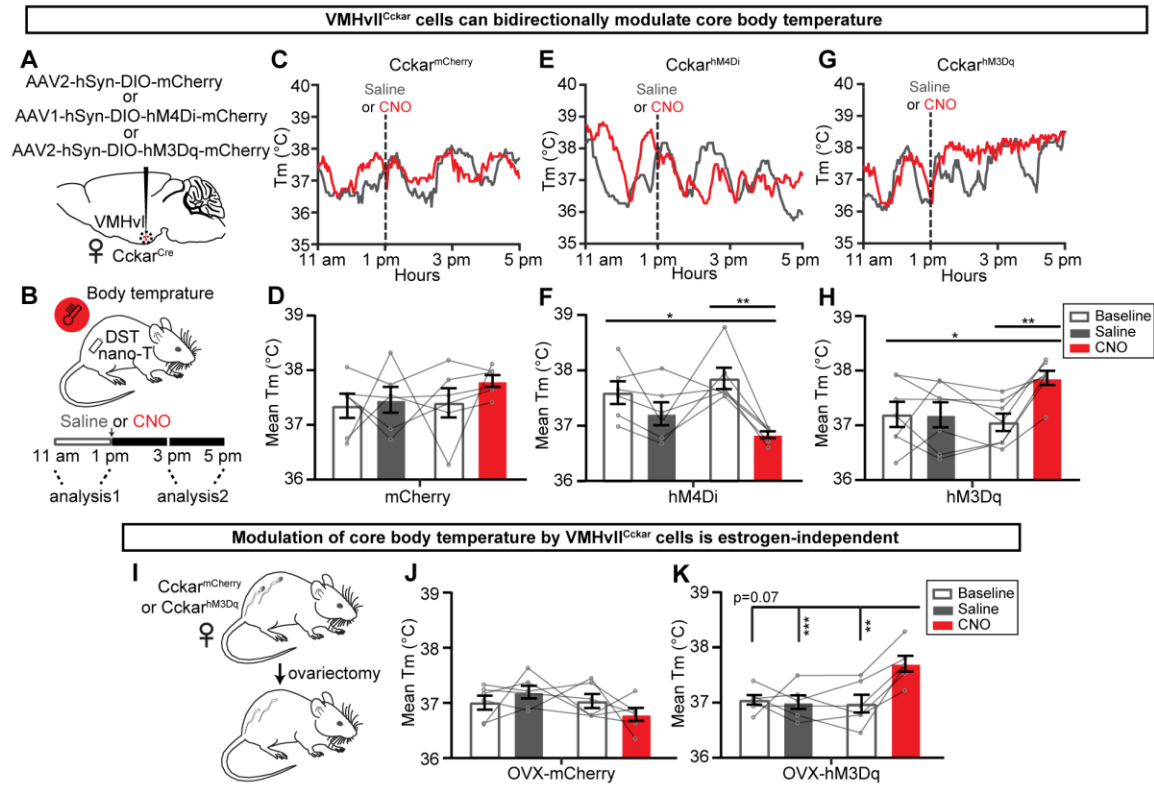 VMHvll^Cckar cells can bidirectionally modulate core body temperature
A
AAV2-hSyn-DIO-mCherry
or
AAV1-hSyn-DIO-hM4Di-mCherry
or
AAV2-hSyn-DIO-hM3Dq-mCherry
VMHvl
♀ Cckar^Cre
B
Body temprature
DST
nano-T
Saline or CNO
11 am 1 pm 3 pm 5 pm
analysis1 analysis2
C
Cckar^mCherry
Saline
or CNO
Tm (°C)
40
39
38
37
36
35
11 am 1 pm 3 pm 5 pm
Hours
D
Mean Tm (°C)
39
38
37
36
mCherry
E
Cckar^hM4Di
Saline
or CNO
Tm (°C)
40
39
38
37
36
35
11 am 1 pm 3 pm 5 pm
Hours
F
**
*
Mean Tm (°C)
39
38
37
36
hM4Di
G
Cckar^hM3Dq
Saline
or CNO
Tm (°C)
40
39
38
37
36
35
11 am 1 pm 3 pm 5 pm
Hours
H
**
*
Mean Tm (°C)
39
38
37
36
hM3Dq
Baseline
Saline
CNO
Modulation of core body temperature by VMHvll^Cckar cells is estrogen-independent
I
Cckar^mCherry
or Cckar^hM3Dq
♀
ovariectomy
J
Mean Tm (°C)
39
38
37
36
OVX-mCherry
K
p=0.07
***
**
Mean Tm (°C)
39
38
37
36
OVX-hM3Dq
Baseline
Saline
CNO